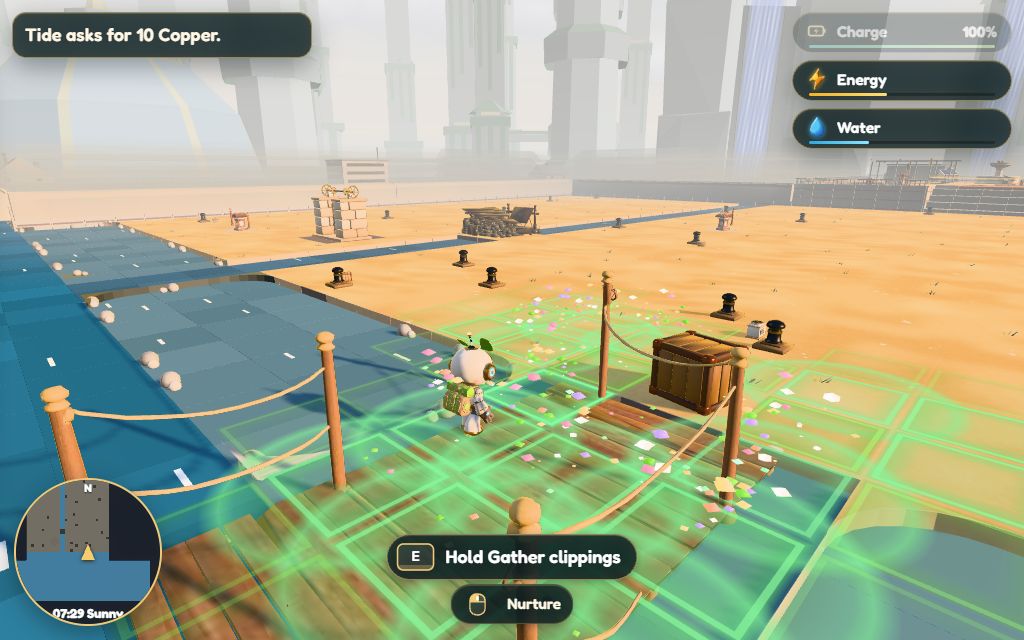 Tide asks for 10 Copper.
Charge 100%
Energy
Water
N
07:29 Sunny
E Hold Gather clippings
Nurture